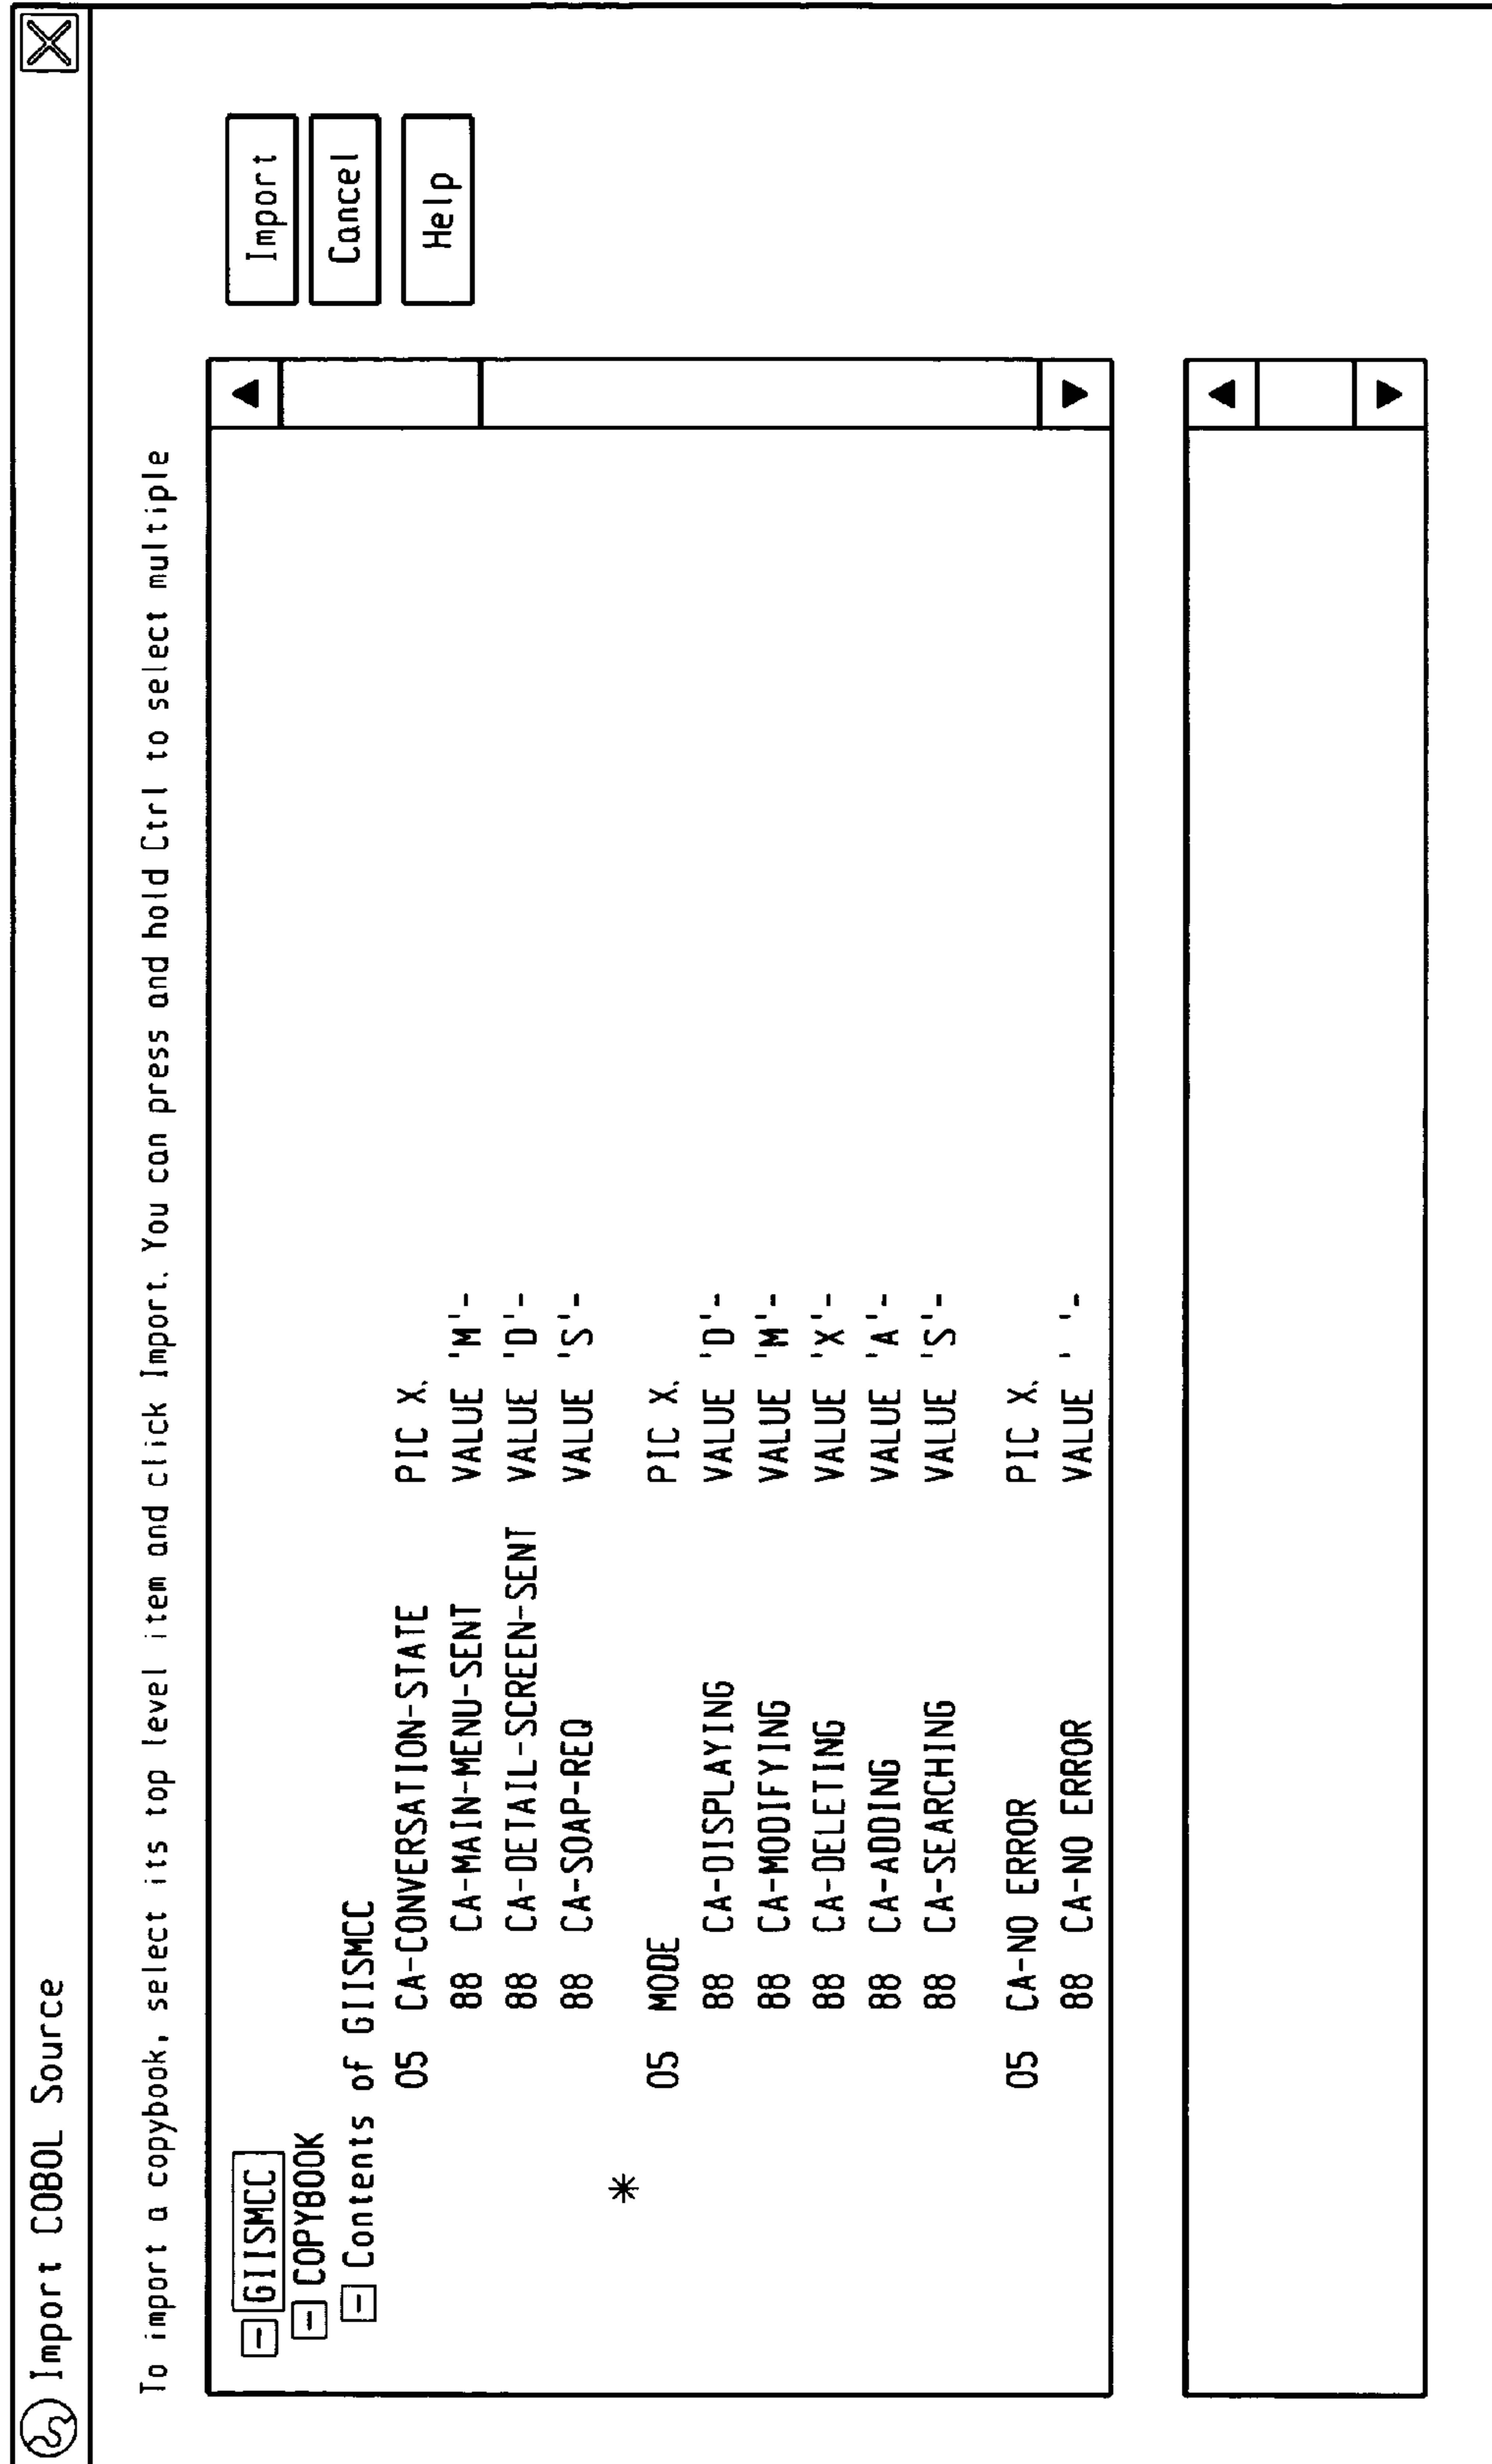 Import COBOL Source
To import a copybook, select its top level item and click Import. You can press and hold Ctrl to select multiple
GIISMCC
COPYBOOK
Contents of GIISMCC
05 CA-CONVERSATION-STATE PIC X.
88 CA-MAIN-MENU-SENT VALUE 'M'-
88 CA-DETAIL-SCREEN-SENT VALUE 'D'-
88 CA-SOAP-REQ VALUE 'S'-
*
05 MODE PIC X.
88 CA-DISPLAYING VALUE 'D'-
88 CA-MODIFYING VALUE 'M'-
88 CA-DELETING VALUE 'X'-
88 CA-ADDING VALUE 'A'-
88 CA-SEARCHING VALUE 'S'-
05 CA-NO ERROR PIC X.
88 CA-NO ERROR VALUE ' '-
Import
Cancel
Help